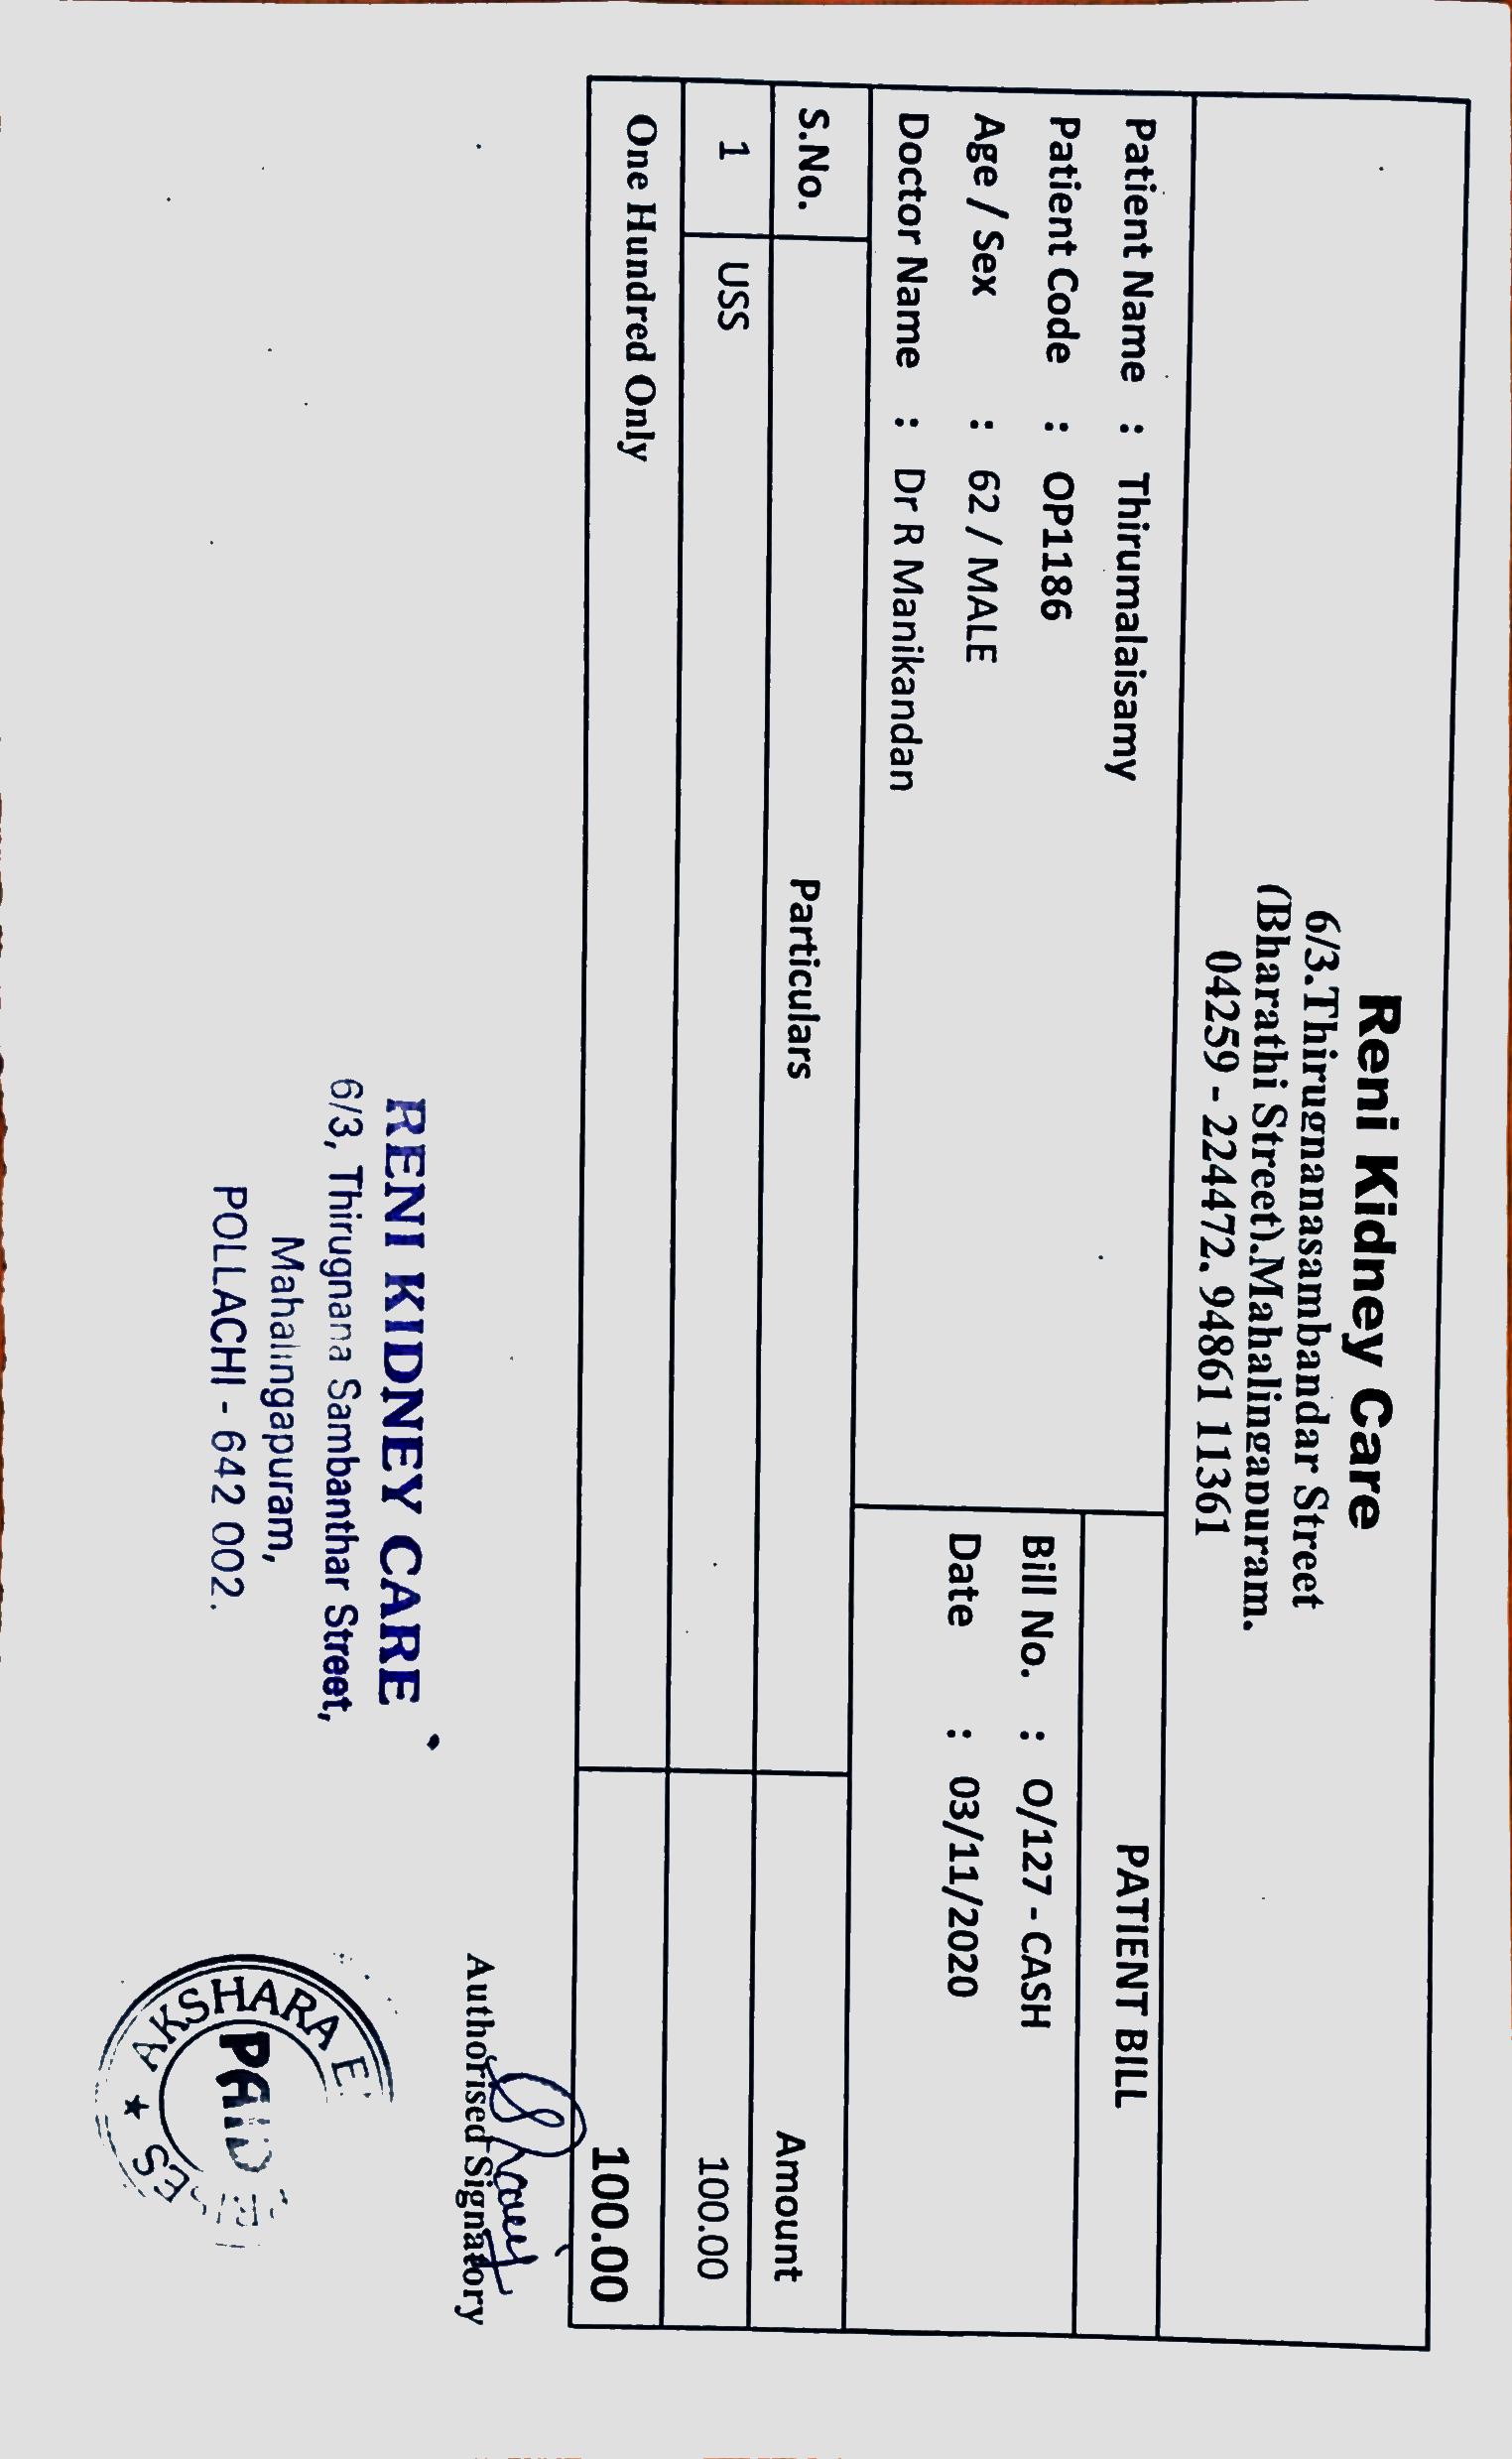 Reni Kidney Care
6/3.Thirugnanasambandar Street
(Bharathi Street).Mahalingapuram.
04259 - 224472. 94861 11361
PATIENT BILL
Patient Name : Thirumalaisamy
Patient Code : OP1186
Bill No. : O/127 - CASH
Age / Sex : 62 / MALE
Date : 03/11/2020
Doctor Name : Dr R Manikandan
S.No. Particulars Amount
1 USS 100.00
One Hundred Only 100.00
Authorised Signatory
RENI KIDNEY CARE
6/3, Thirugnana Sambanthar Street,
Mahalingapuram,
POLLACHI - 642 002.
AKSHARA
PAID